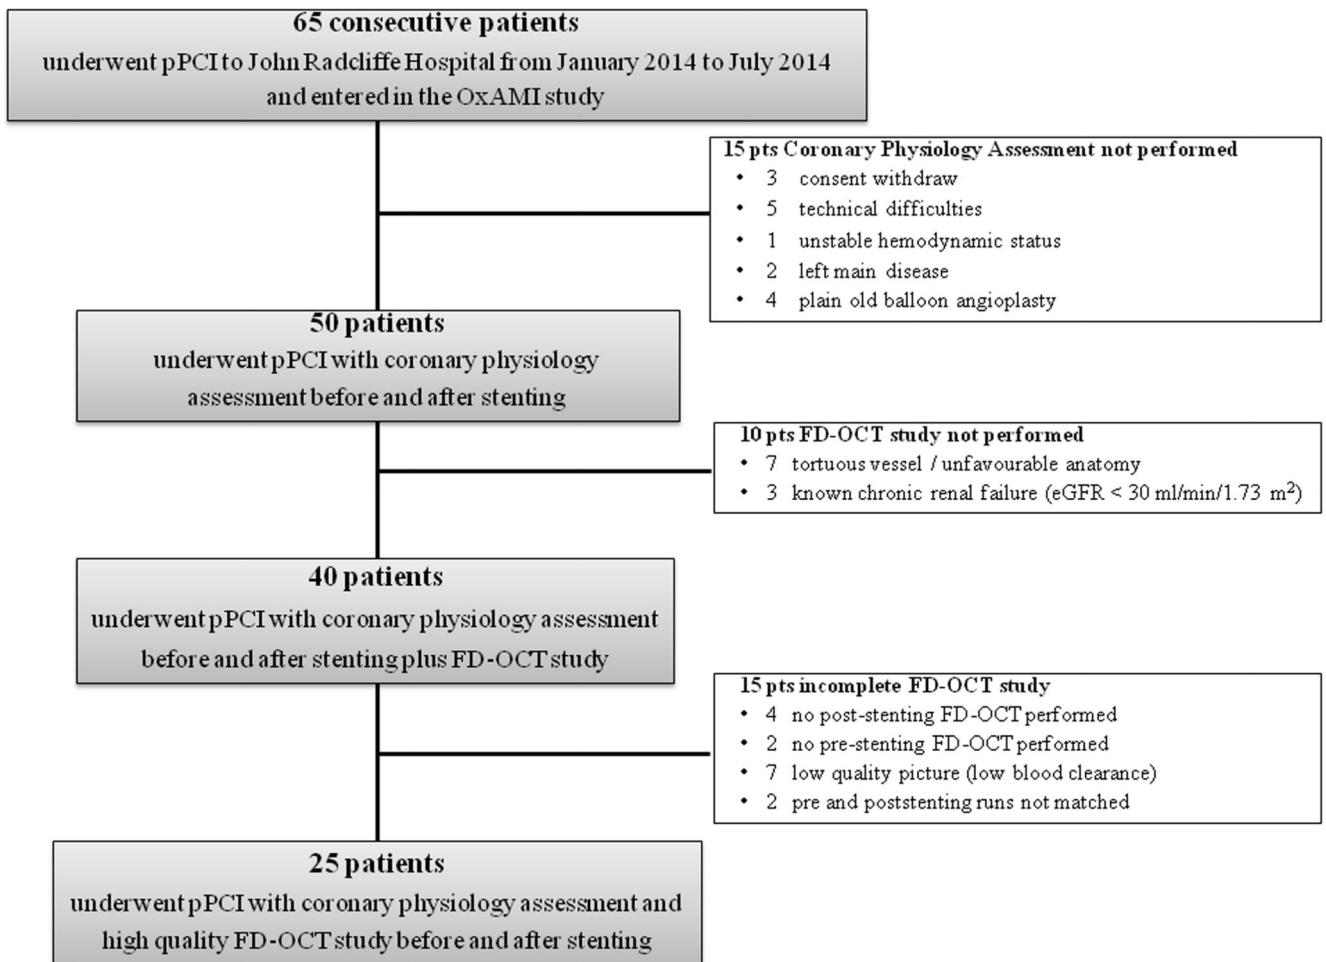 65 consecutive patients
underwent pPCI to John Radcliffe Hospital from January 2014 to July 2014
and entered in the OxAMI study
15 pts Coronary Physiology Assessment not performed
• 3 consent withdraw
• 5 technical difficulties
• 1 unstable hemodynamic status
• 2 left main disease
• 4 plain old balloon angioplasty
50 patients
underwent pPCI with coronary physiology
assessment before and after stenting
10 pts FD-OCT study not performed
• 7 tortuous vessel / unfavourable anatomy
• 3 known chronic renal failure (eGFR < 30 ml/min/1.73 m²)
40 patients
underwent pPCI with coronary physiology assessment
before and after stenting plus FD-OCT study
15 pts incomplete FD-OCT study
• 4 no post-stenting FD-OCT performed
• 2 no pre-stenting FD-OCT performed
• 7 low quality picture (low blood clearance)
• 2 pre and poststenting runs not matched
25 patients
underwent pPCI with coronary physiology assessment and
high quality FD-OCT study before and after stenting